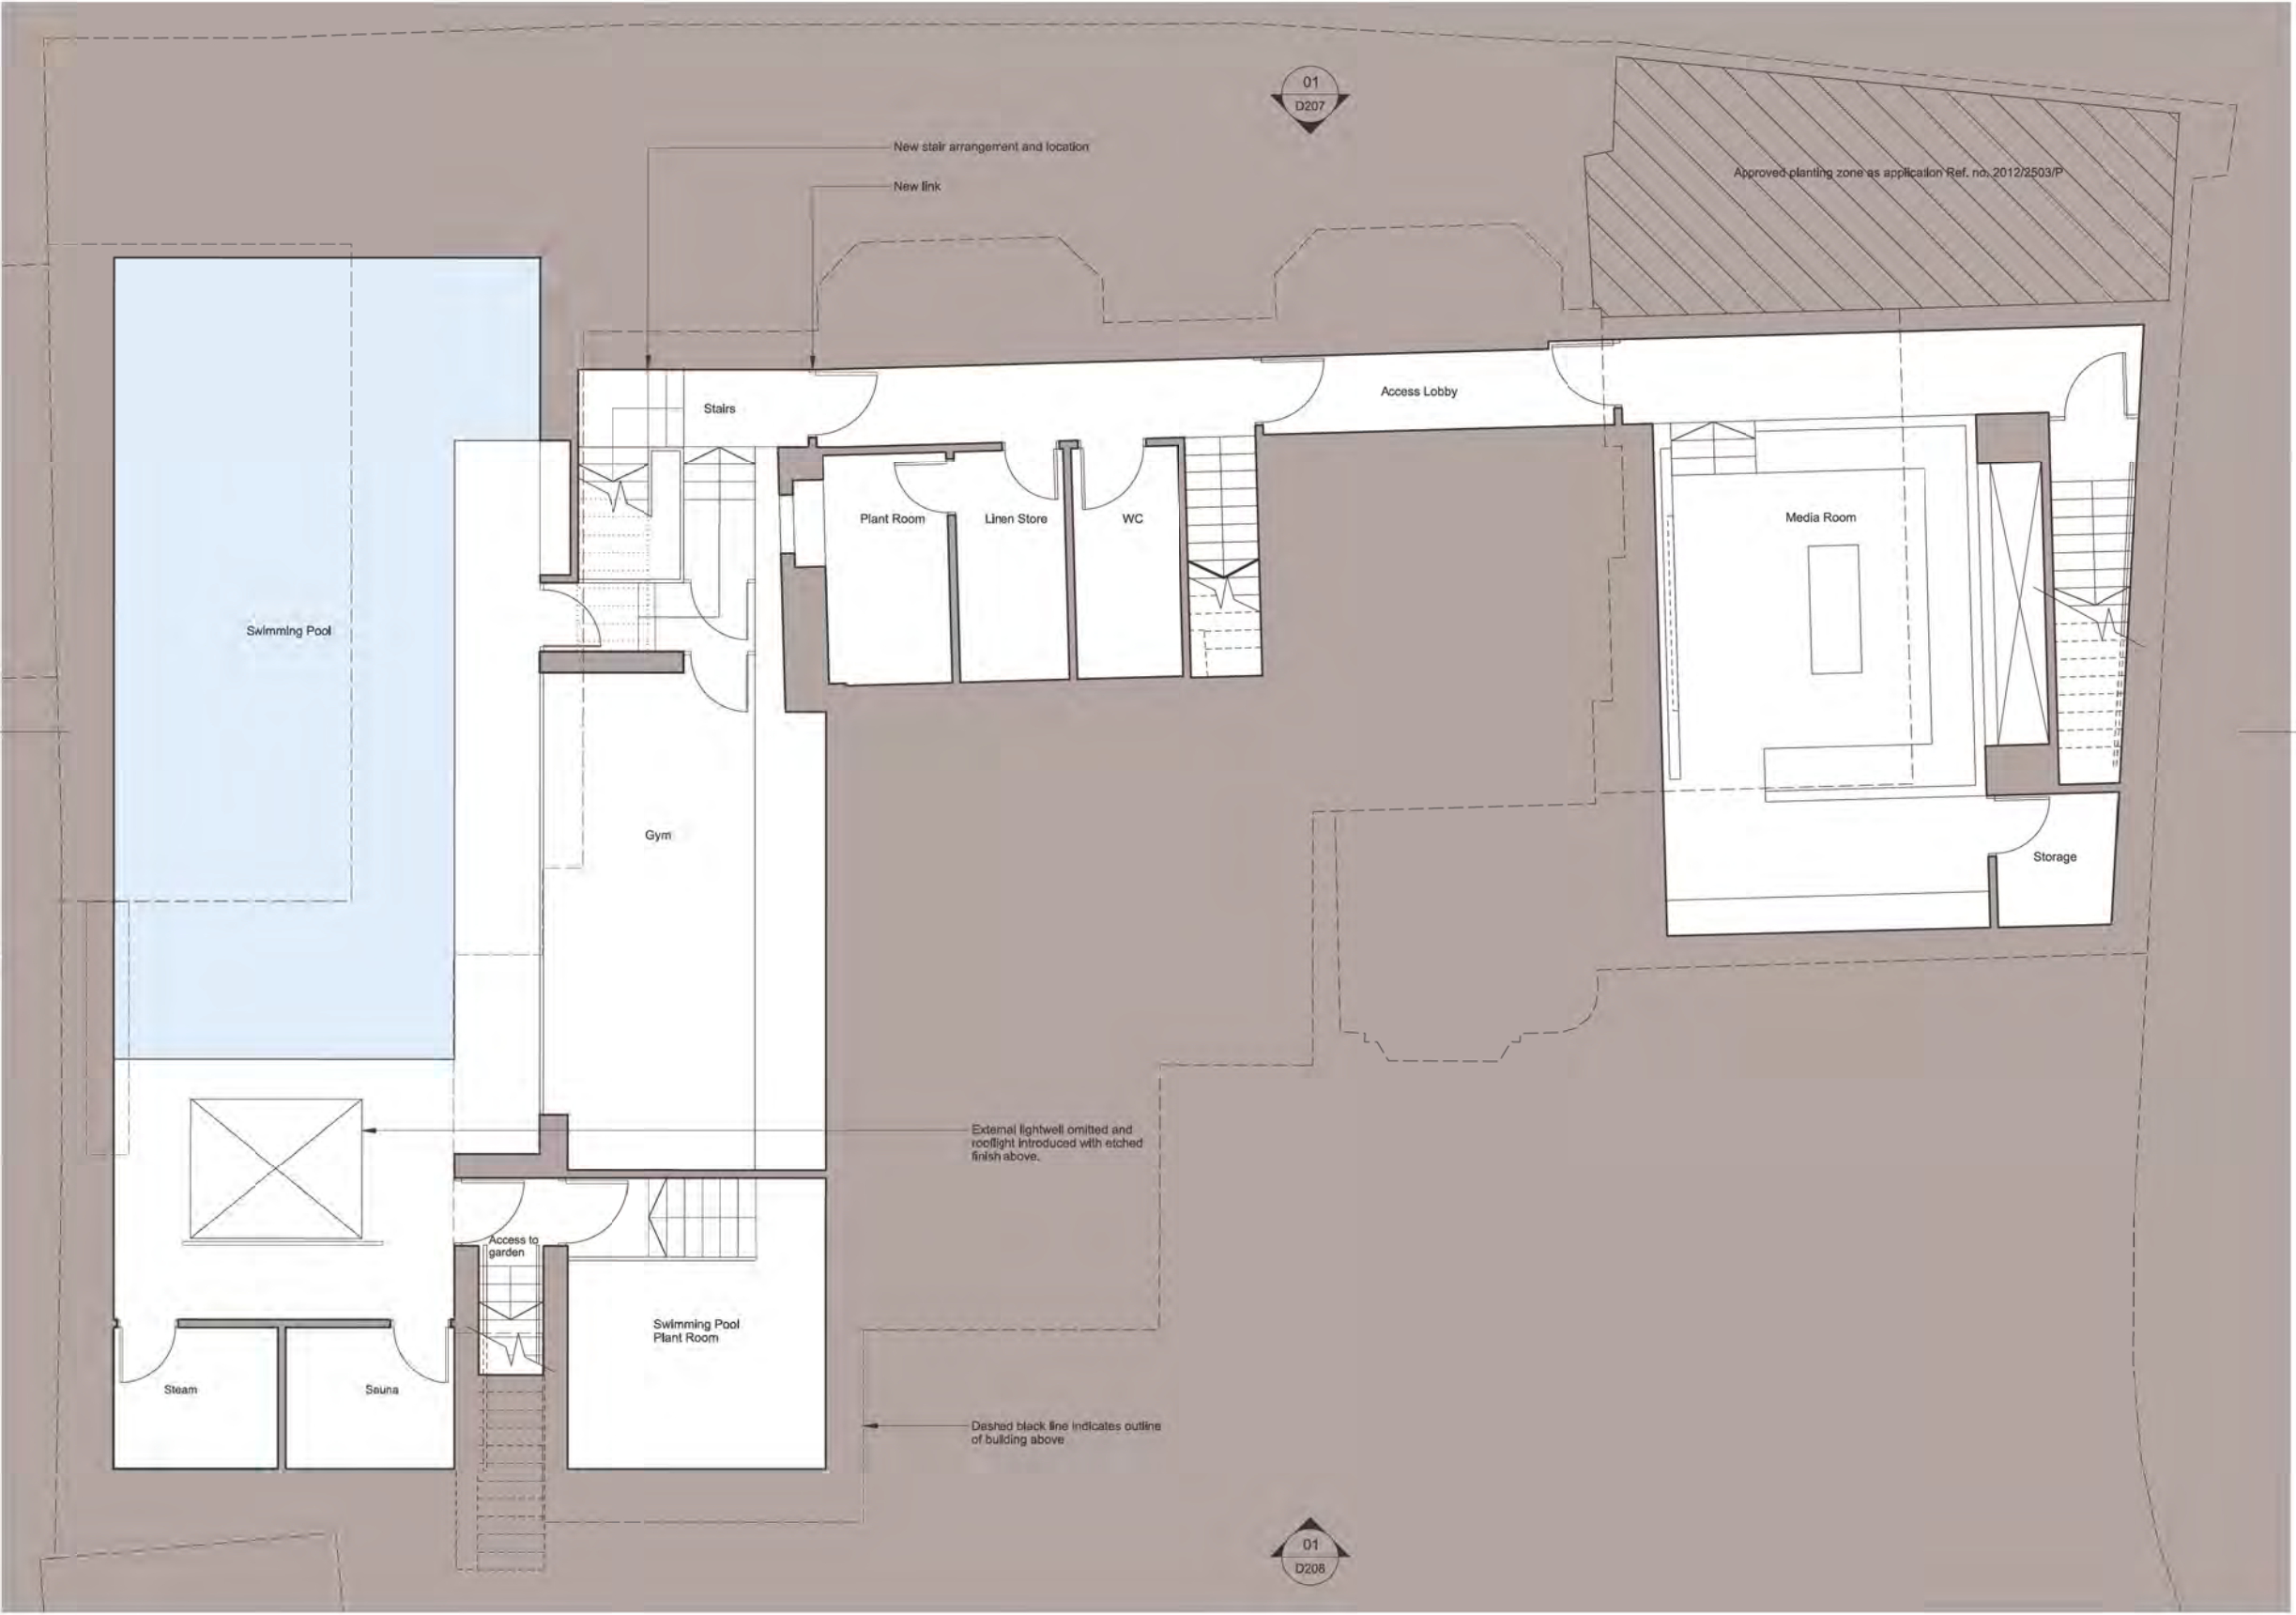 01
D207
New stair arrangement and location
New link
Approved planting zone as application Ref. no. 2012/2503/P
Access Lobby
Stairs
Plant Room
Linen Store
WC
Media Room
Swimming Pool
Gym
Storage
External lightwell omitted and
rooflight introduced with etched
finish above.
Access to
garden
Swimming Pool
Plant Room
Steam
Sauna
Dashed black line indicates outline
of building above
01
D208